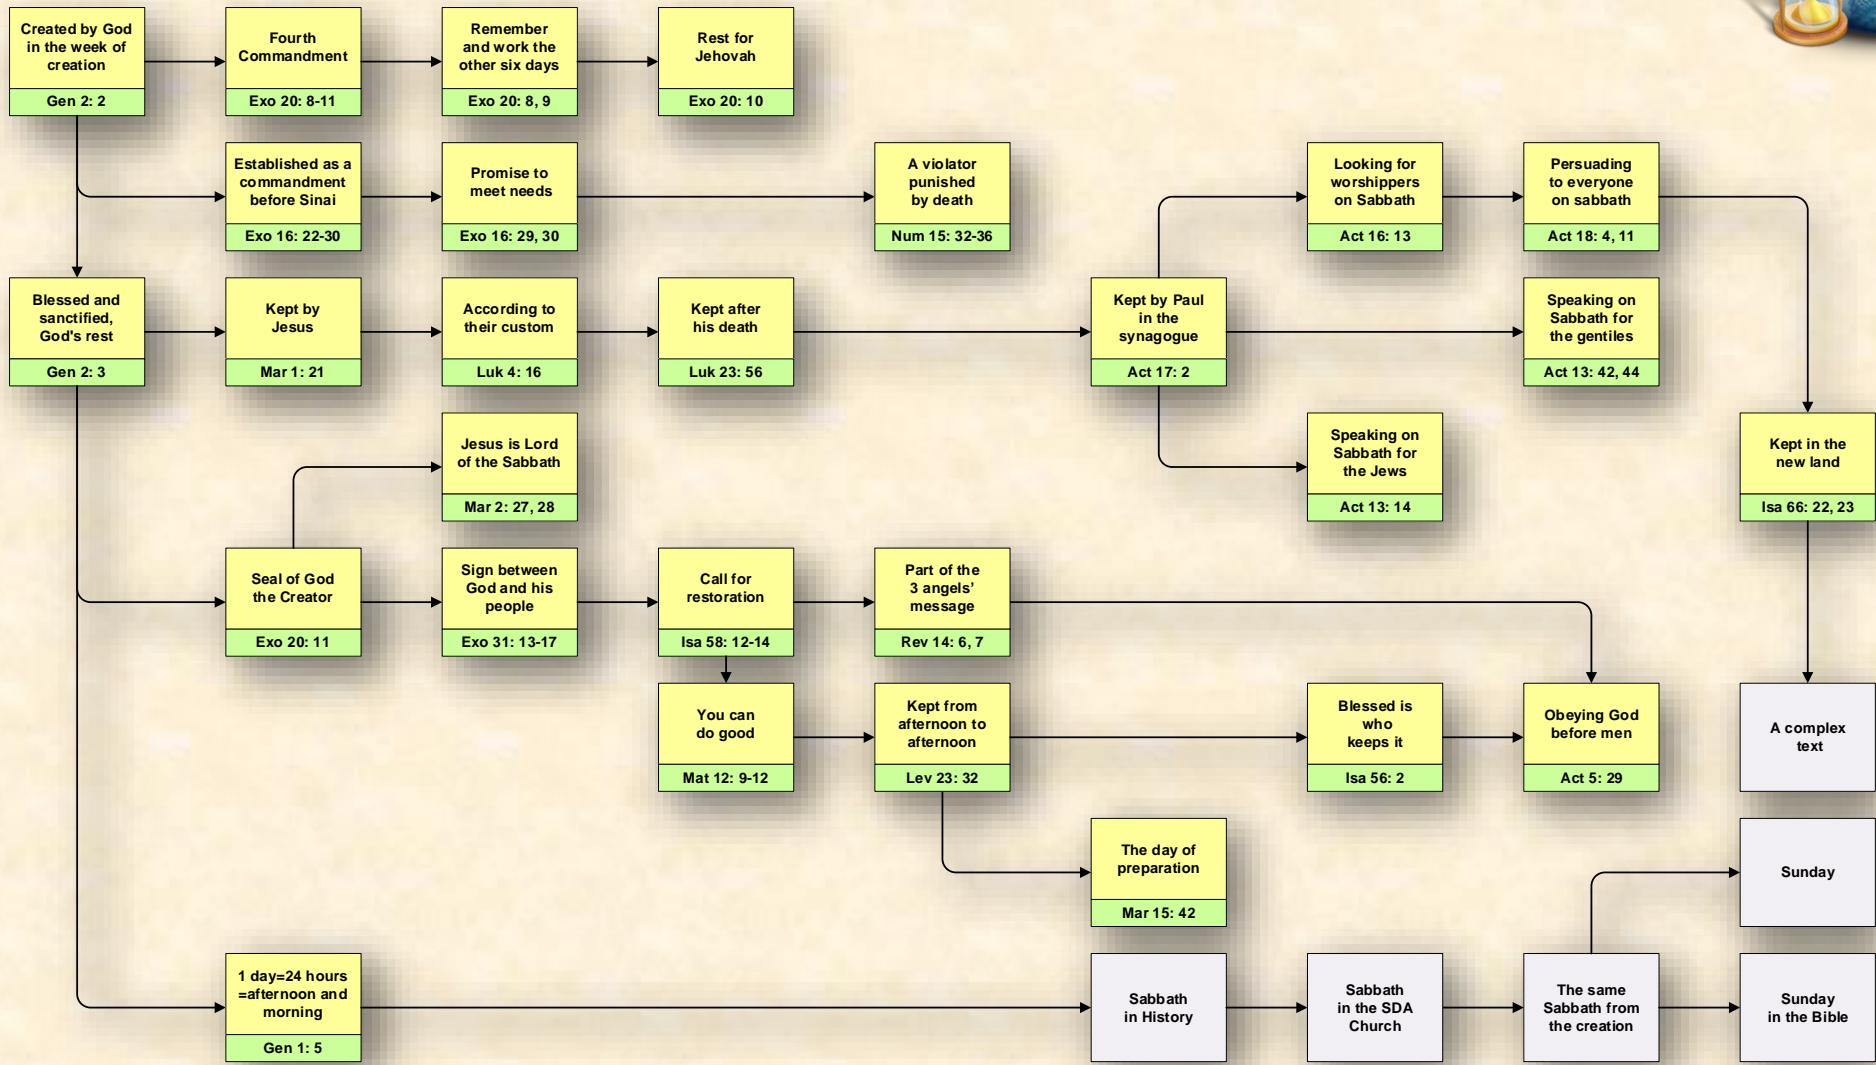 Created by God
in the week of
creation
Gen 2: 2
Fourth
Commandment
Exo 20: 8-11
Remember
and work the
other six days
Exo 20: 8, 9
Rest for
Jehovah
Exo 20: 10
Established as a
commandment
before Sinai
Exo 16: 22-30
Promise to
meet needs
Exo 16: 29, 30
A violator
punished
by death
Num 15: 32-36
Looking for
worshippers
on Sabbath
Act 16: 13
Persuading
to everyone
on sabbath
Act 18: 4, 11
Blessed and
sanctified,
God's rest
Gen 2: 3
Kept by
Jesus
Mar 1: 21
According to
their custom
Luk 4: 16
Kept after
his death
Luk 23: 56
Kept by Paul
in the
synagogue
Act 17: 2
Speaking on
Sabbath for
the gentiles
Act 13: 42, 44
Jesus is Lord
of the Sabbath
Mar 2: 27, 28
Speaking on
Sabbath for
the Jews
Act 13: 14
Kept in the
new land
Isa 66: 22, 23
Seal of God
the Creator
Exo 20: 11
Sign between
God and his
people
Exo 31: 13-17
Call for
restoration
Isa 58: 12-14
Part of the
3 angels’
message
Rev 14: 6, 7
You can
do good
Mat 12: 9-12
Kept from
afternoon to
afternoon
Lev 23: 32
Blessed is
who
keeps it
Isa 56: 2
Obeying God
before men
Act 5: 29
A complex
text
The day of
preparation
Mar 15: 42
Sunday
1 day=24 hours
=afternoon and
morning
Gen 1: 5
Sabbath
in History
Sabbath
in the SDA
Church
The same
Sabbath from
the creation
Sunday
in the Bible